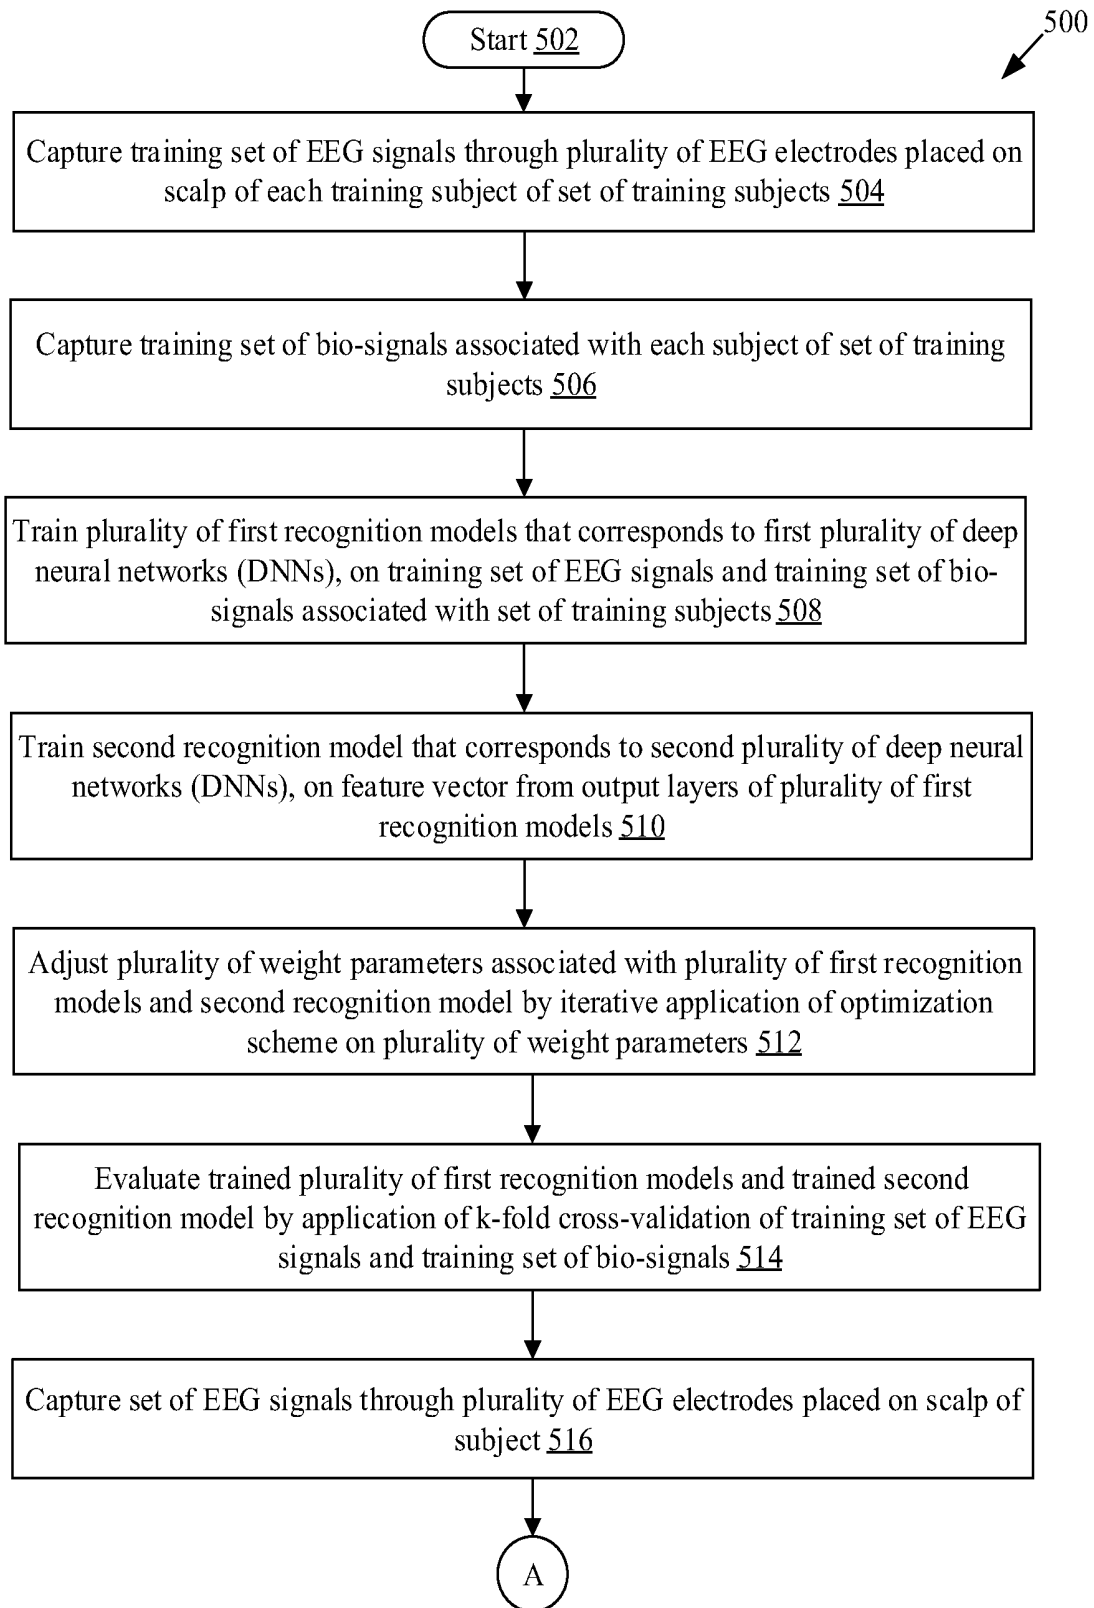 500
Start 502
Capture training set of EEG signals through plurality of EEG electrodes placed on
scalp of each training subject of set of training subjects 504
Capture training set of bio-signals associated with each subject of set of training
subjects 506
Train plurality of first recognition models that corresponds to first plurality of deep
neural networks (DNNs), on training set of EEG signals and training set of bio-
signals associated with set of training subjects 508
Train second recognition model that corresponds to second plurality of deep neural
networks (DNNs), on feature vector from output layers of plurality of first
recognition models 510
Adjust plurality of weight parameters associated with plurality of first recognition
models and second recognition model by iterative application of optimization
scheme on plurality of weight parameters 512
Evaluate trained plurality of first recognition models and trained second
recognition model by application of k-fold cross-validation of training set of EEG
signals and training set of bio-signals 514
Capture set of EEG signals through plurality of EEG electrodes placed on scalp of
subject 516
A